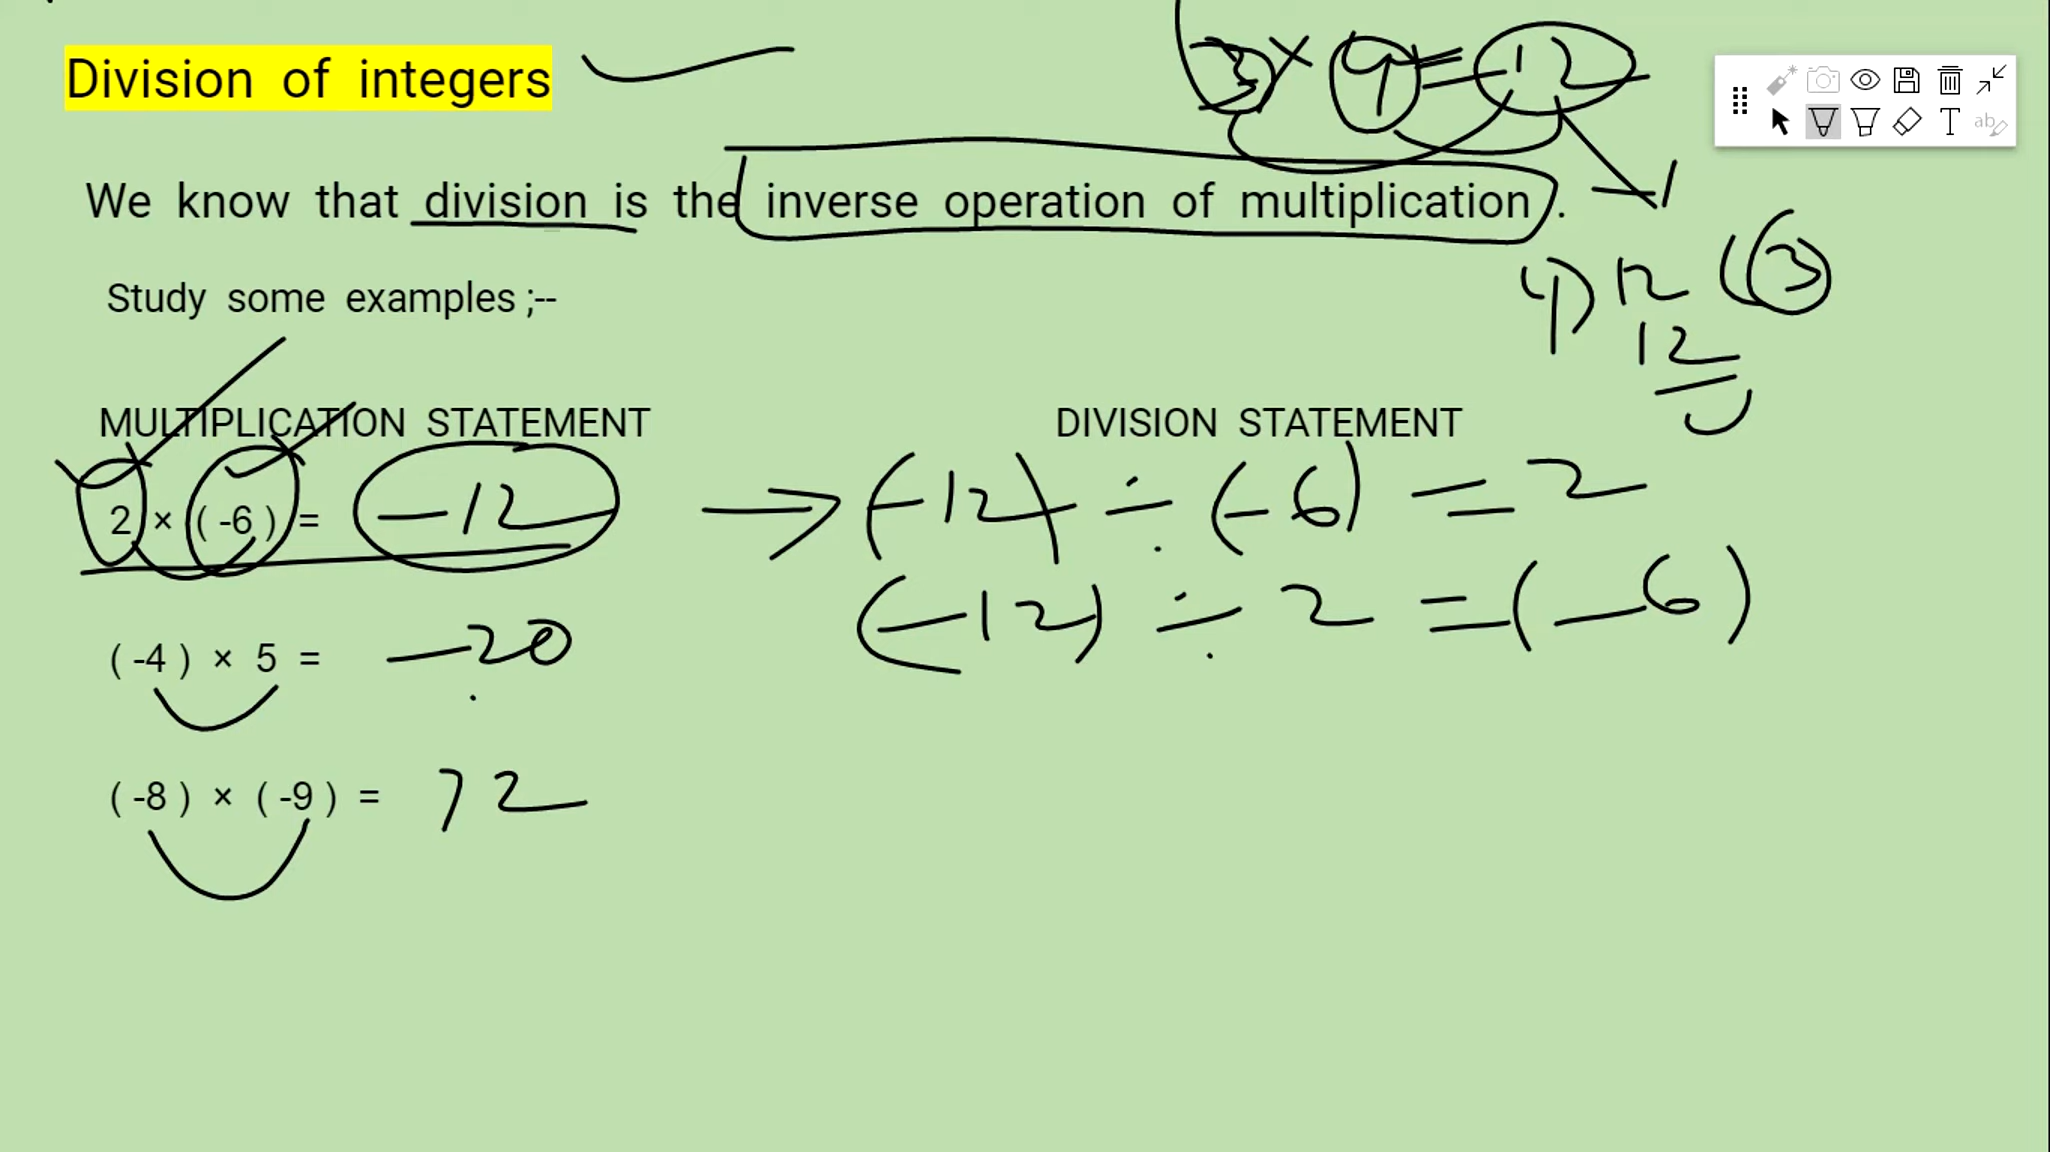 Division of integers
3 × 4 = 12
We know that division is the inverse operation of multiplication .
4) 12 (3
12
Study some examples ;--
MULTIPLICATION STATEMENT
DIVISION STATEMENT
2 × ( -6 ) = -12 → (-12) ÷ (-6) = 2
(-12) ÷ 2 = (-6)
( -4 ) × 5 = -20
( -8 ) × ( -9 ) = 72